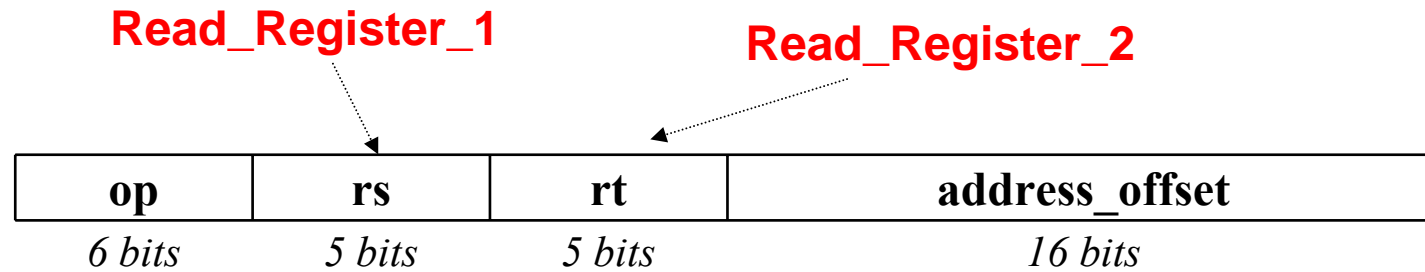 Read_Register_1
Read_Register_2
op rs rt address_offset
6 bits 5 bits 5 bits 16 bits